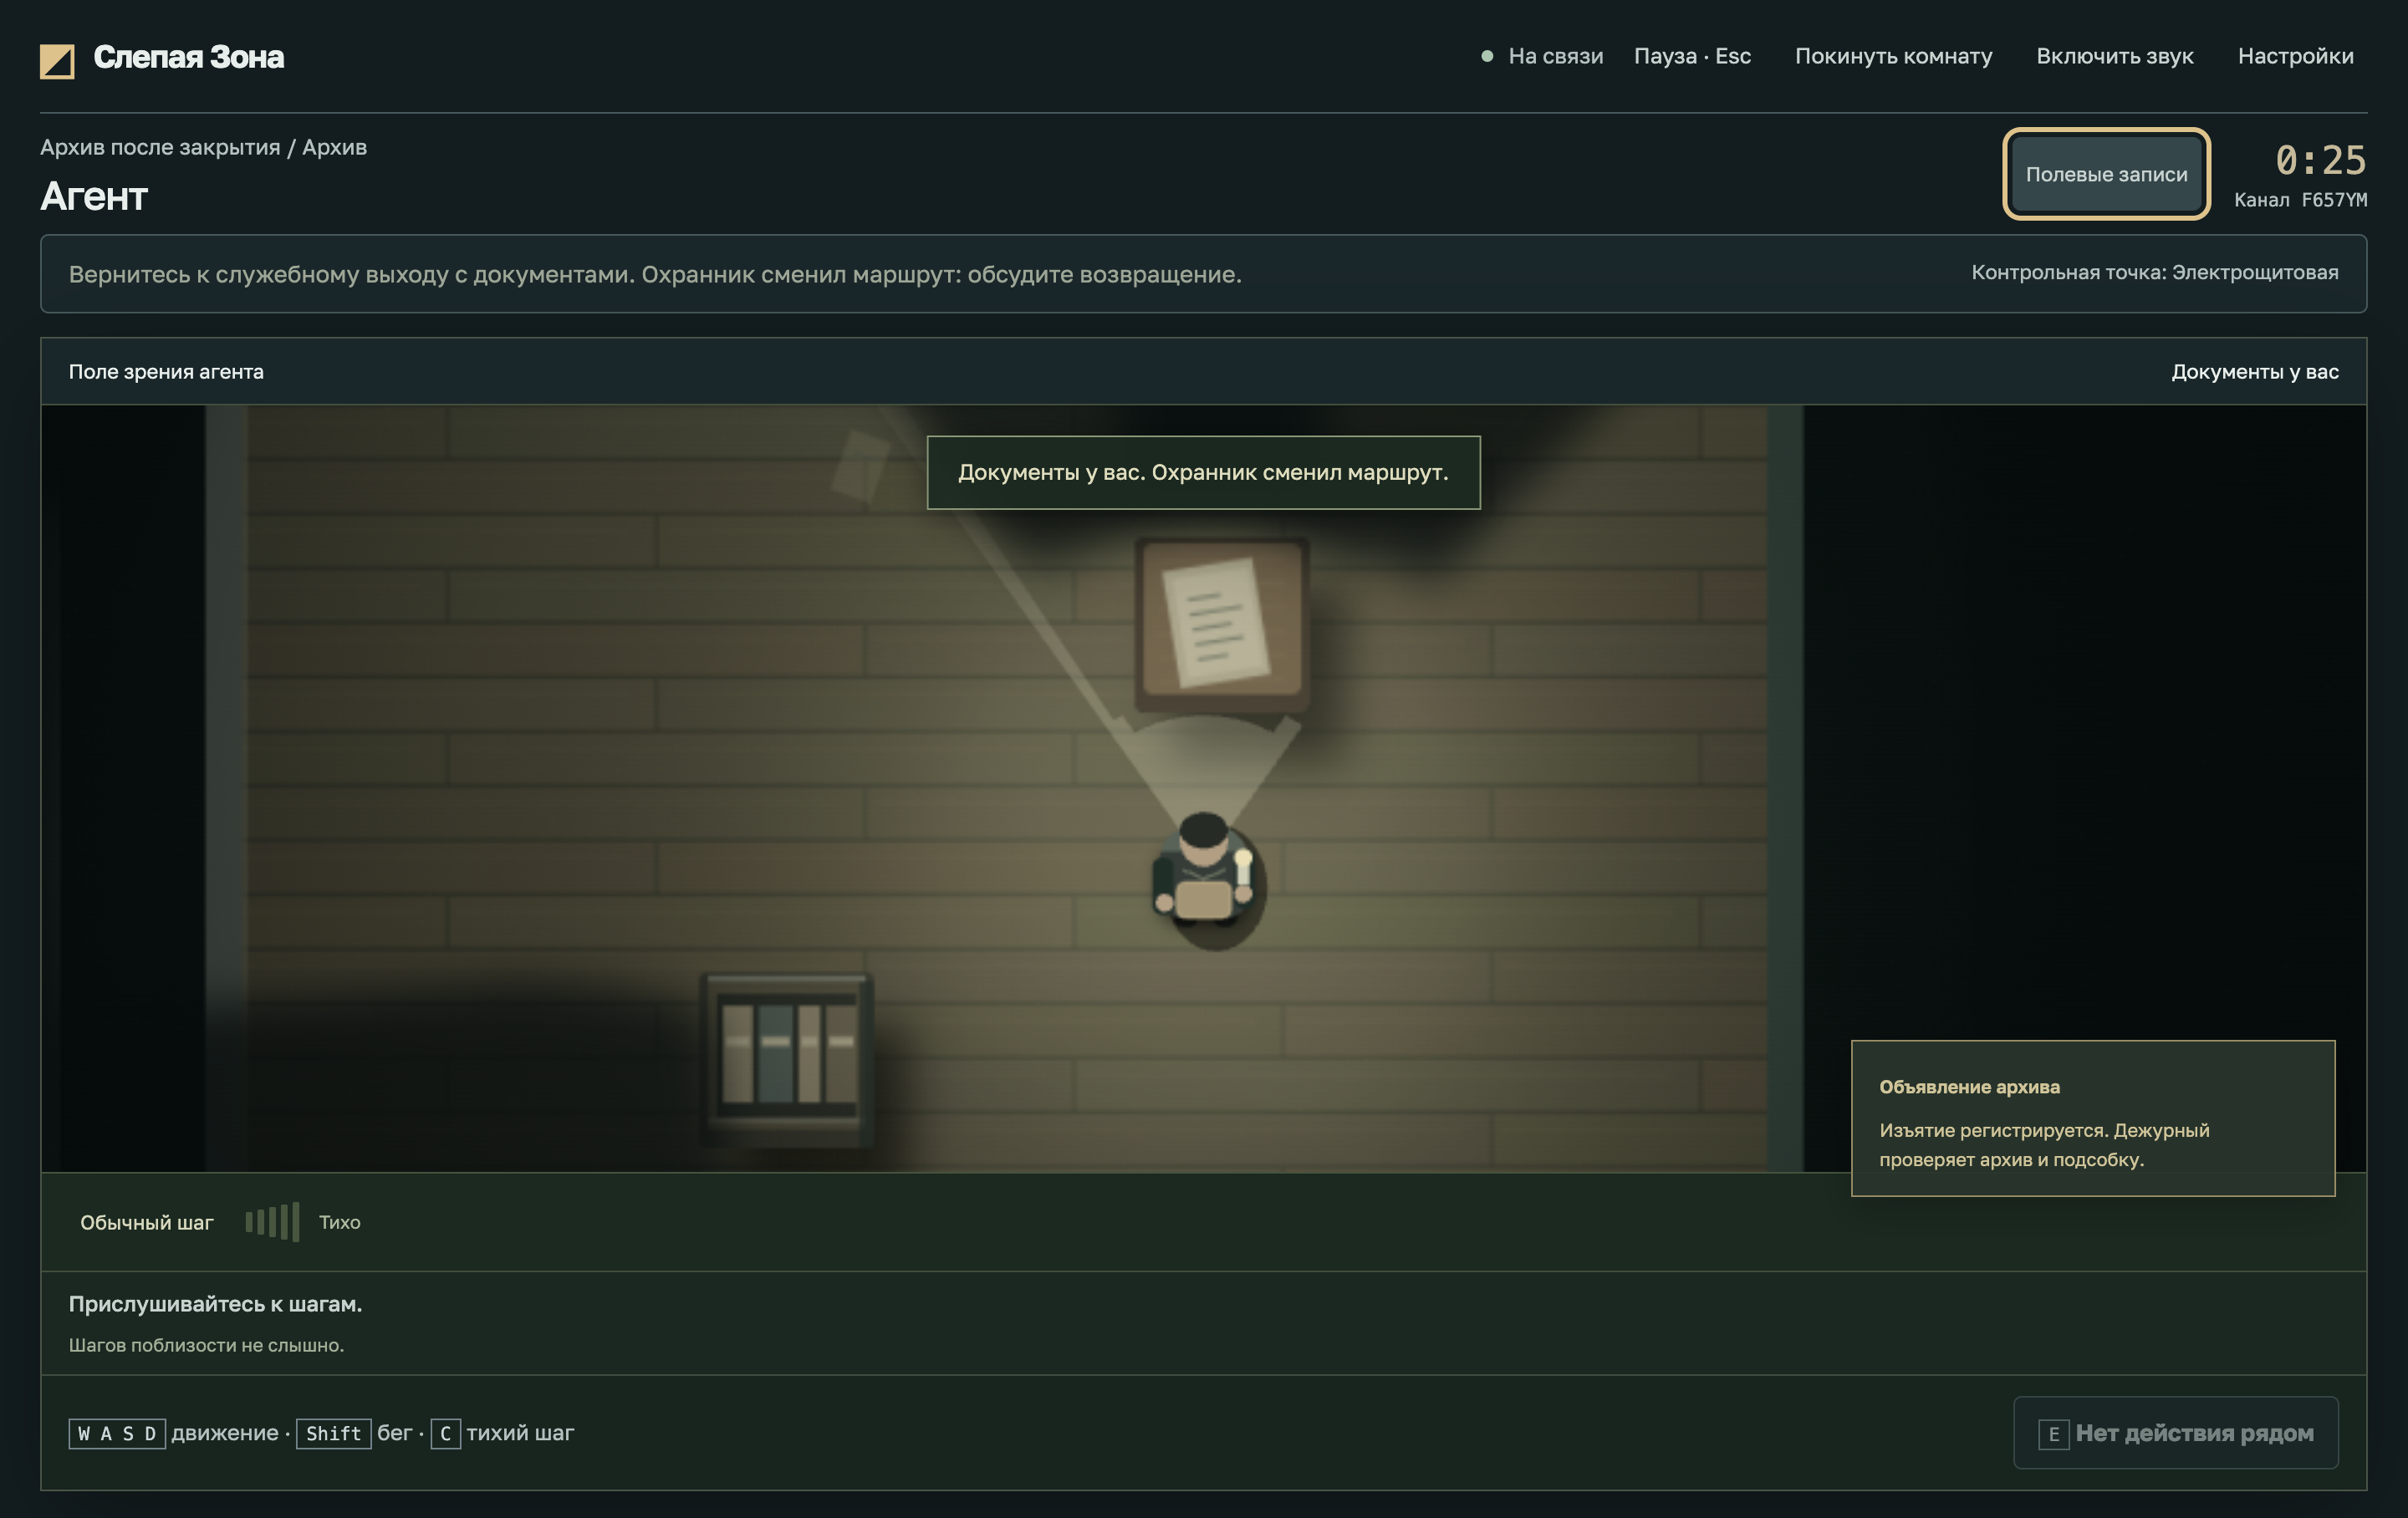 Слепая Зона
На связи
Пауза · Esc
Покинуть комнату
Включить звук
Настройки
Архив после закрытия / Архив
Агент
Полевые записи
0:25
Канал F657YM
Вернитесь к служебному выходу с документами. Охранник сменил маршрут: обсудите возвращение.
Контрольная точка: Электрощитовая
Поле зрения агента
Документы у вас
Документы у вас. Охранник сменил маршрут.
Объявление архива
Изъятие регистрируется. Дежурный
проверяет архив и подсобку.
Обычный шаг
Тихо
Прислушивайтесь к шагам.
Шагов поблизости не слышно.
W A S D движение · Shift бег · C тихий шаг
E Нет действия рядом